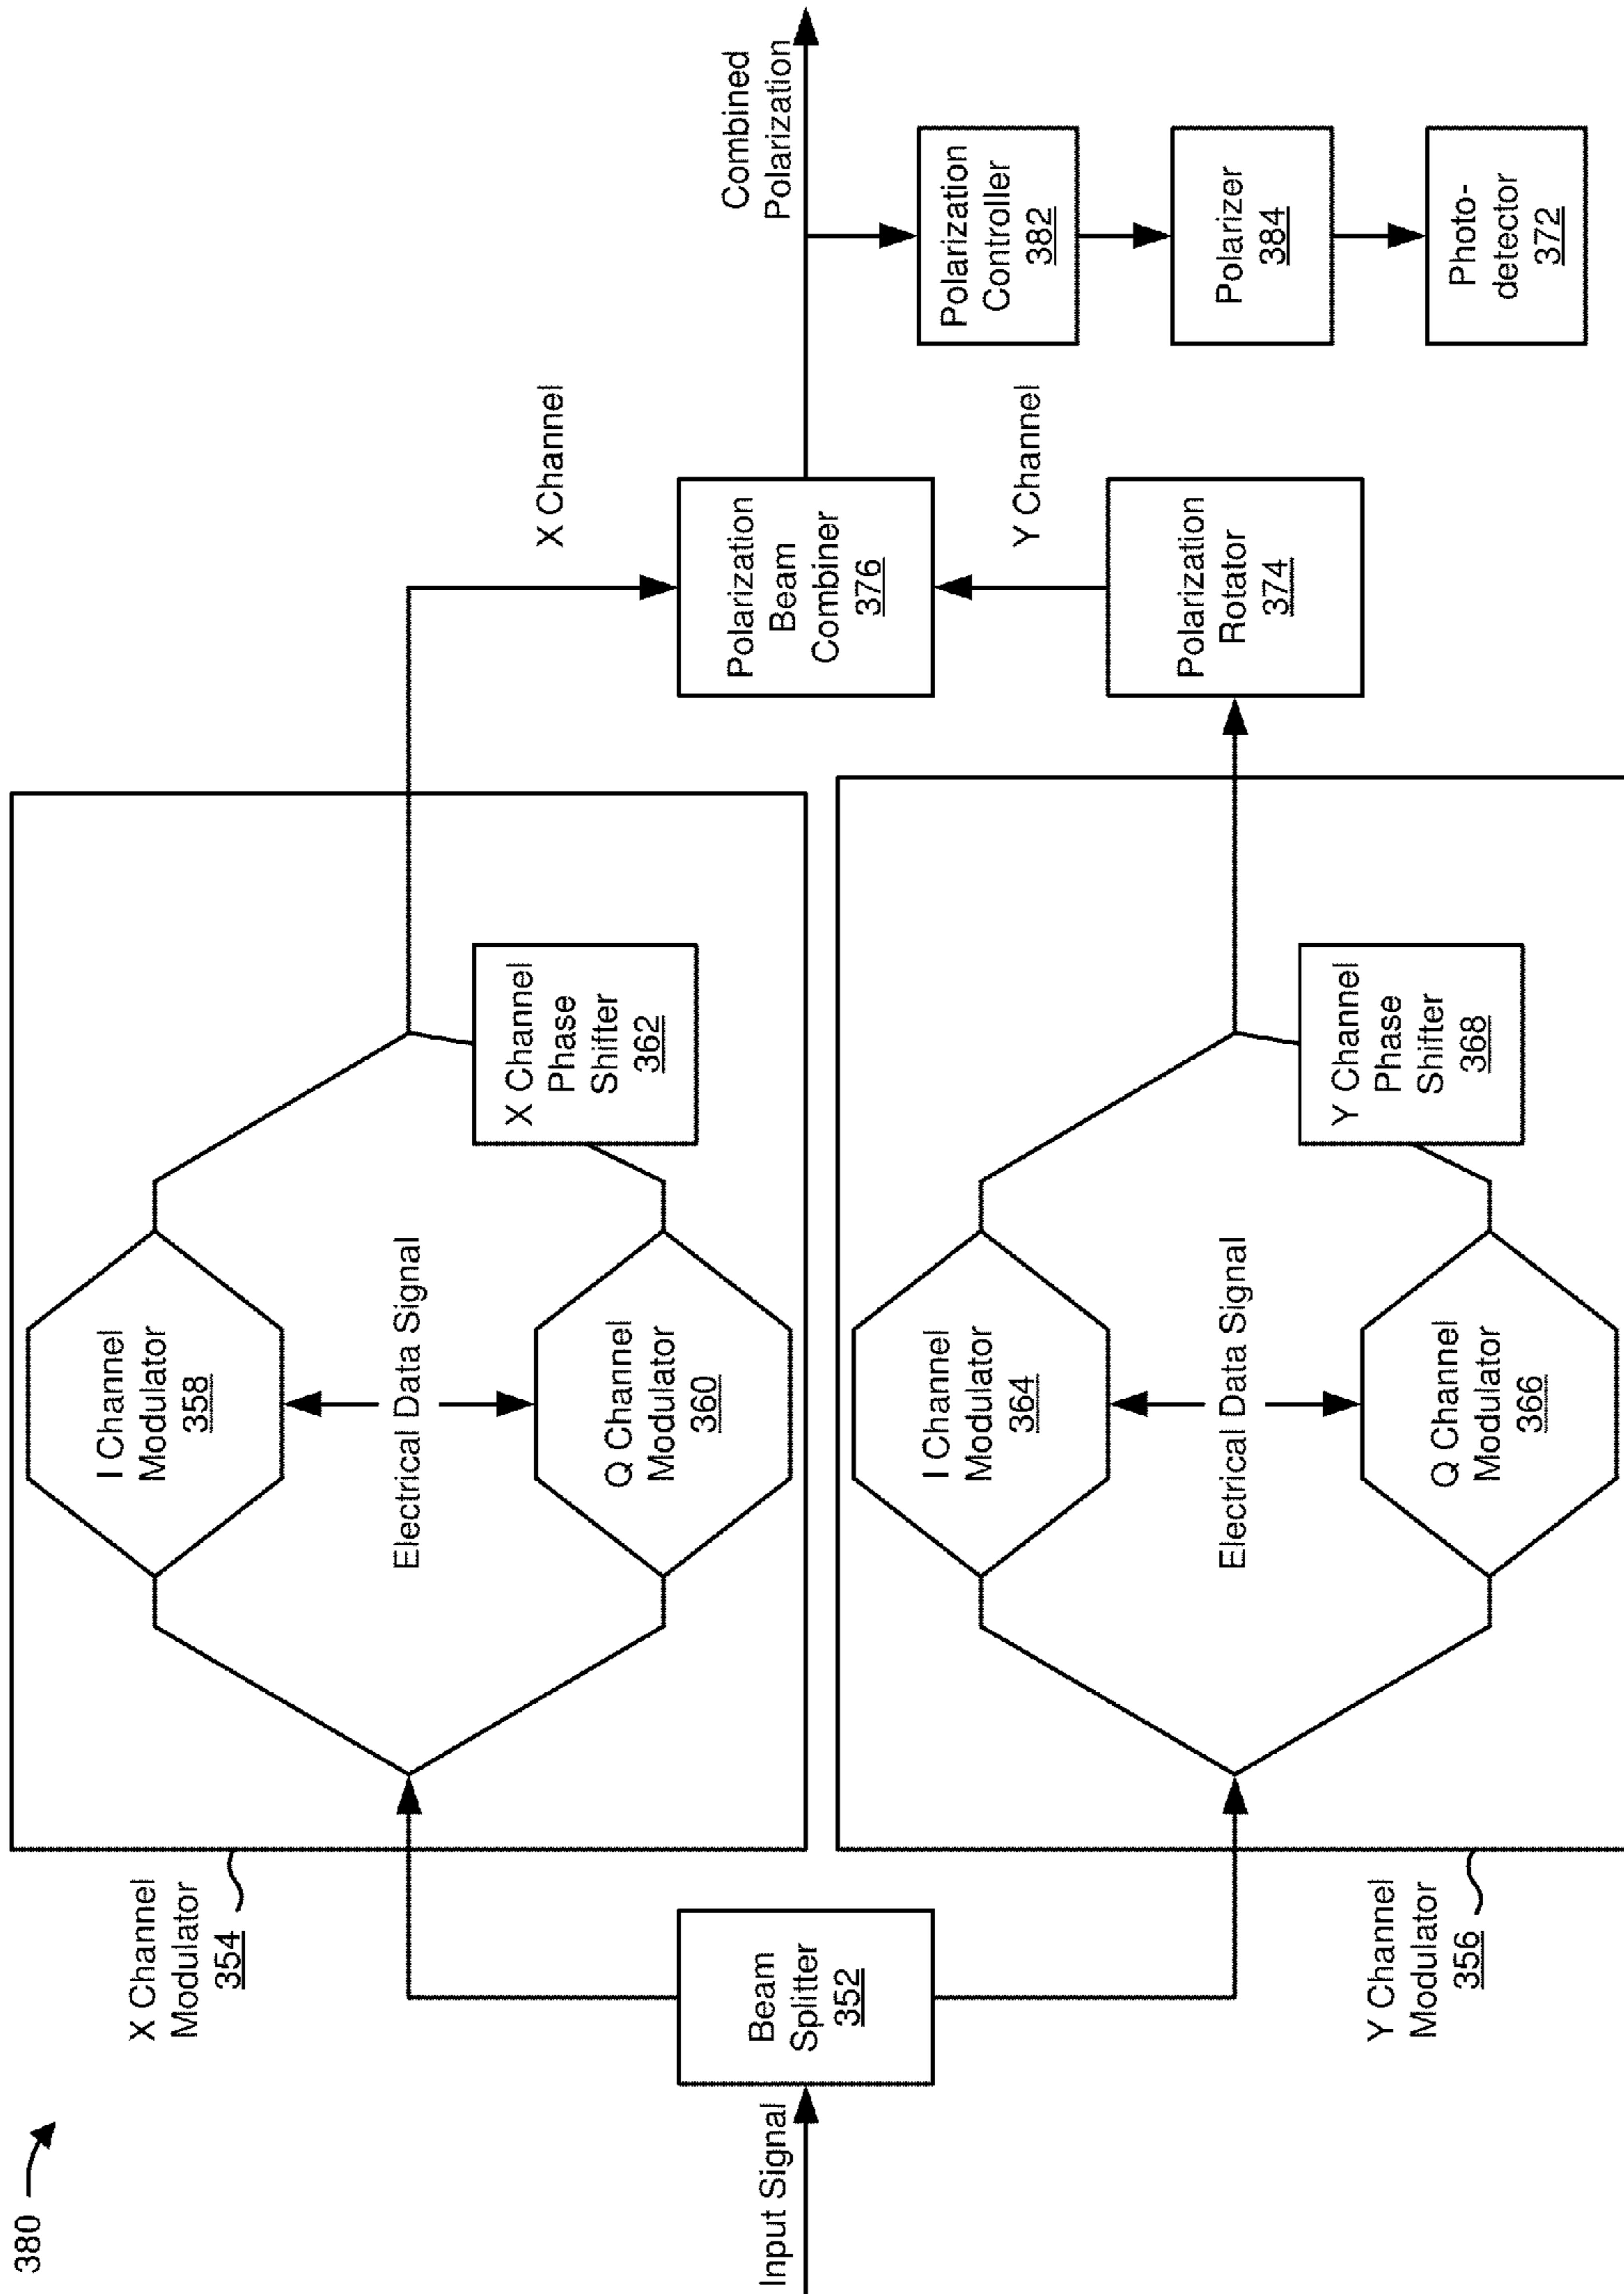 380
Input Signal
Beam
Splitter
352
X Channel
Modulator
354
Y Channel
Modulator
356
I Channel
Modulator
358
Electrical Data Signal
Q Channel
Modulator
360
X Channel
Phase
Shifter
362
I Channel
Modulator
364
Electrical Data Signal
Q Channel
Modulator
366
Y Channel
Phase
Shifter
368
X Channel
Polarization
Beam
Combiner
376
Y Channel
Polarization
Rotator
374
Combined
Polarization
Polarization
Controller
382
Polarizer
384
Photo-
detector
372